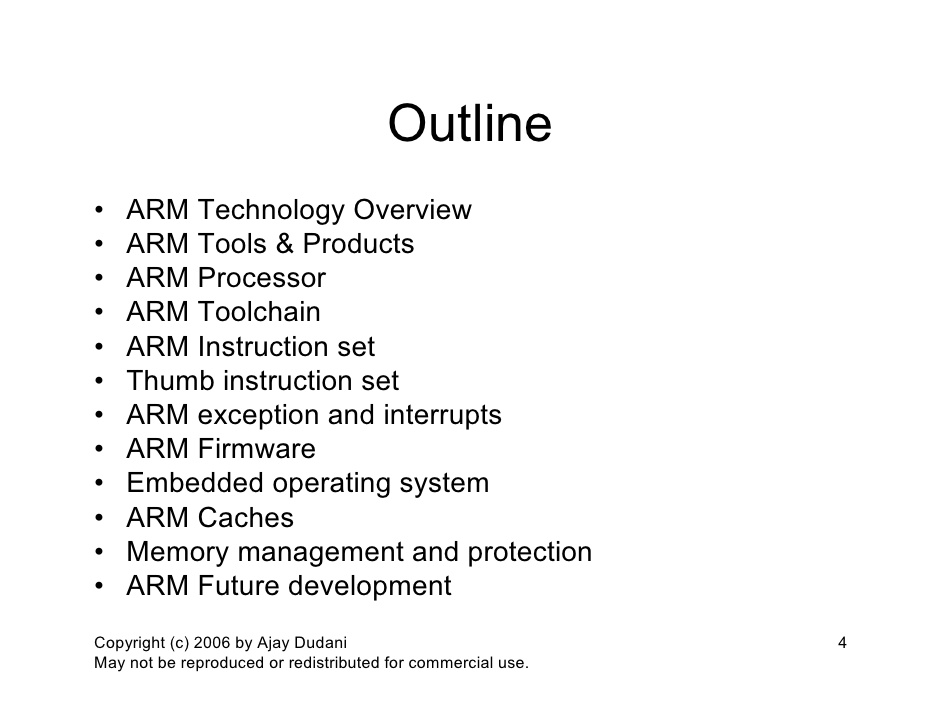 Outline
• ARM Technology Overview
• ARM Tools & Products
• ARM Processor
• ARM Toolchain
• ARM Instruction set
• Thumb instruction set
• ARM exception and interrupts
• ARM Firmware
• Embedded operating system
• ARM Caches
• Memory management and protection
• ARM Future development
Copyright (c) 2006 by Ajay Dudani
May not be reproduced or redistributed for commercial use.
4